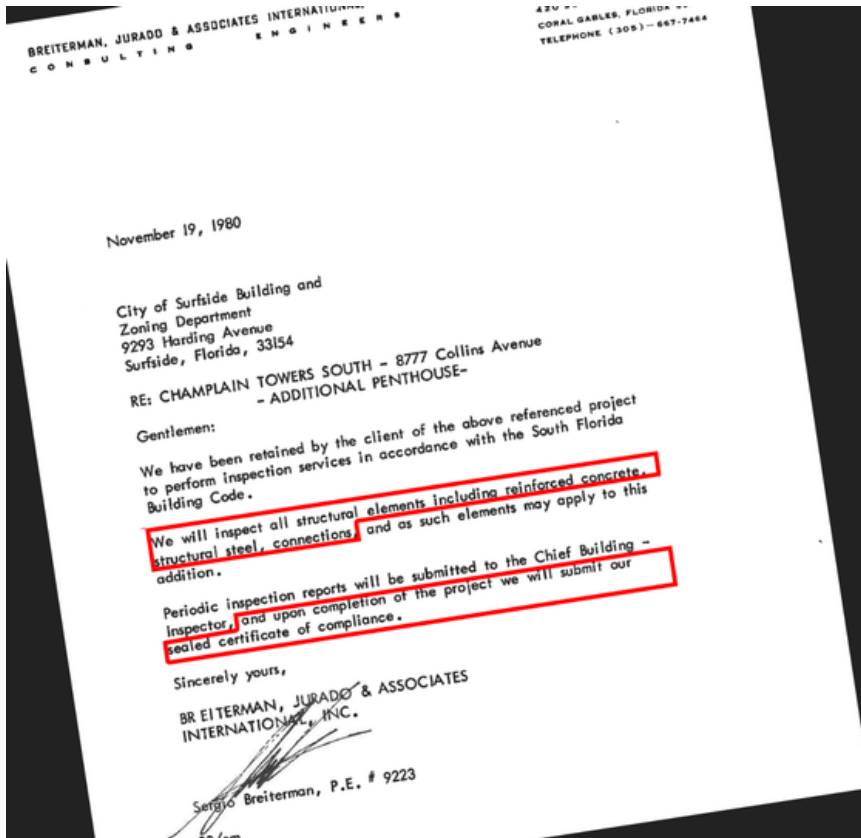 BREITERMAN, JURADO & ASSOCIATES INTERNATIONAL
CONSULTING ENGINEERS
CORAL GABLES, FLORIDA
TELEPHONE (305)-667-7464
November 19, 1980
City of Surfside Building and
Zoning Department
9293 Harding Avenue
Surfside, Florida, 33154
RE: CHAMPLAIN TOWERS SOUTH - 8777 Collins Avenue
- ADDITIONAL PENTHOUSE-
Gentlemen:
We have been retained by the client of the above referenced project
to perform inspection services in accordance with the South Florida
Building Code.
We will inspect all structural elements including reinforced concrete,
structural steel, connections, and as such elements may apply to this
addition.
Periodic inspection reports will be submitted to the Chief Building -
Inspector, and upon completion of the project we will submit our
sealed certificate of compliance.
Sincerely yours,
BREITERMAN, JURADO & ASSOCIATES
INTERNATIONAL, INC.
Sergio Breiterman, P.E. # 9223